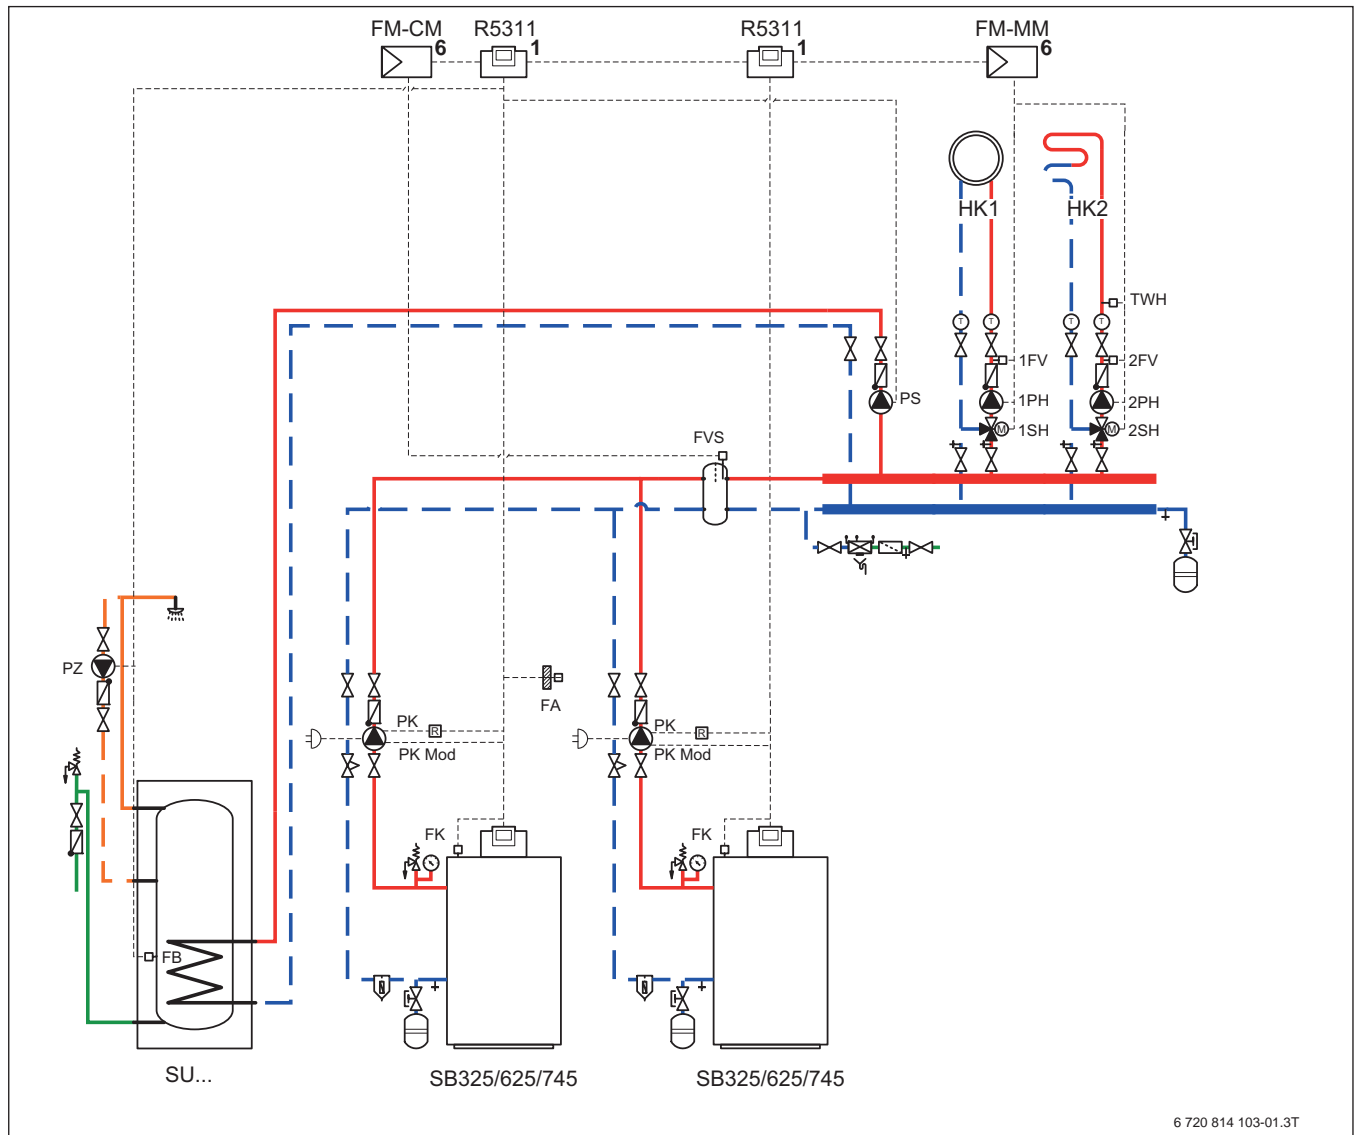 FM-CM
6
R5311
1
R5311
1
FM-MM
6
HK1
HK2
TWH
T
T
T
T
1FV
2FV
PS
1PH
2PH
M
1SH
M
2SH
FVS
PZ
FA
PK
R
PK
R
PK Mod
PK Mod
FK
FK
FB
SU...
SB325/625/745
SB325/625/745
6 720 814 103-01.3T